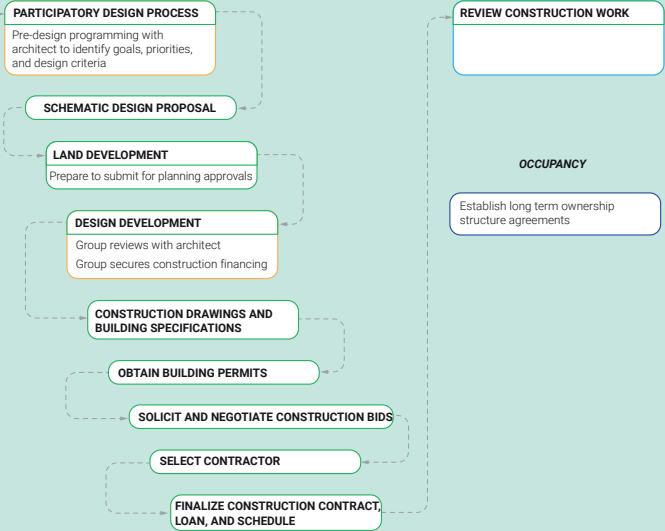 PARTICIPATORY DESIGN PROCESS
Pre-design programming with
architect to identify goals, priorities,
and design criteria
SCHEMATIC DESIGN PROPOSAL
LAND DEVELOPMENT
Prepare to submit for planning approvals
DESIGN DEVELOPMENT
Group reviews with architect
Group secures construction financing
CONSTRUCTION DRAWINGS AND
BUILDING SPECIFICATIONS
OBTAIN BUILDING PERMITS
SOLICIT AND NEGOTIATE CONSTRUCTION BIDS
SELECT CONTRACTOR
FINALIZE CONSTRUCTION CONTRACT,
LOAN, AND SCHEDULE
REVIEW CONSTRUCTION WORK
OCCUPANCY
Establish long term ownership
structure agreements